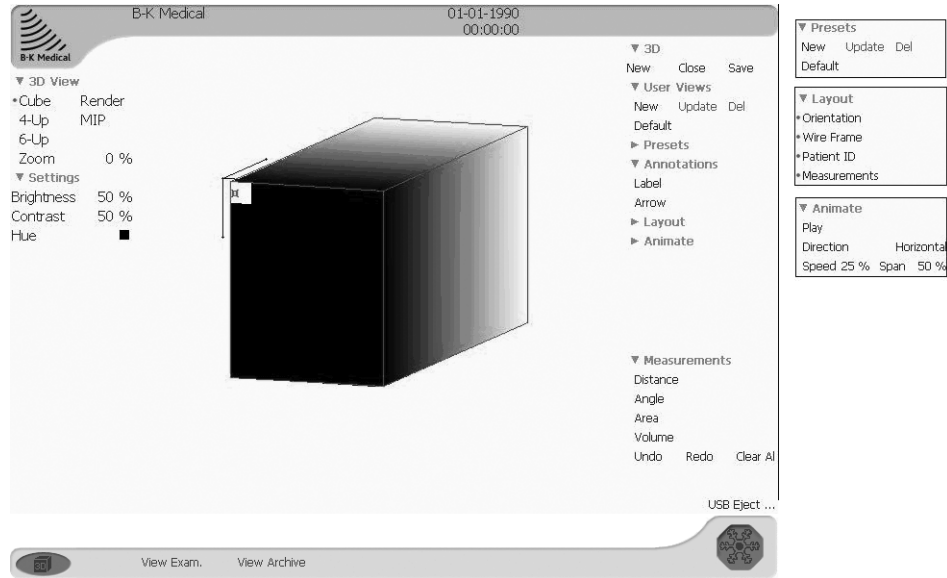 B-K Medical
01-01-1990
00:00:00
B-K Medical
▼ 3D View
•Cube Render
4-Up MIP
6-Up
Zoom 0 %
▼ Settings
Brightness 50 %
Contrast 50 %
Hue
▼ 3D
New Close Save
▼ User Views
New Update Del
Default
► Presets
▼ Annotations
Label
Arrow
► Layout
► Animate
▼ Measurements
Distance
Angle
Area
Volume
Undo Redo Clear Al
USB Eject ...
3D
View Exam. View Archive
▼ Presets
New Update Del
Default
▼ Layout
•Orientation
•Wire Frame
•Patient ID
•Measurements
▼ Animate
Play
Direction Horizontal
Speed 25 % Span 50 %